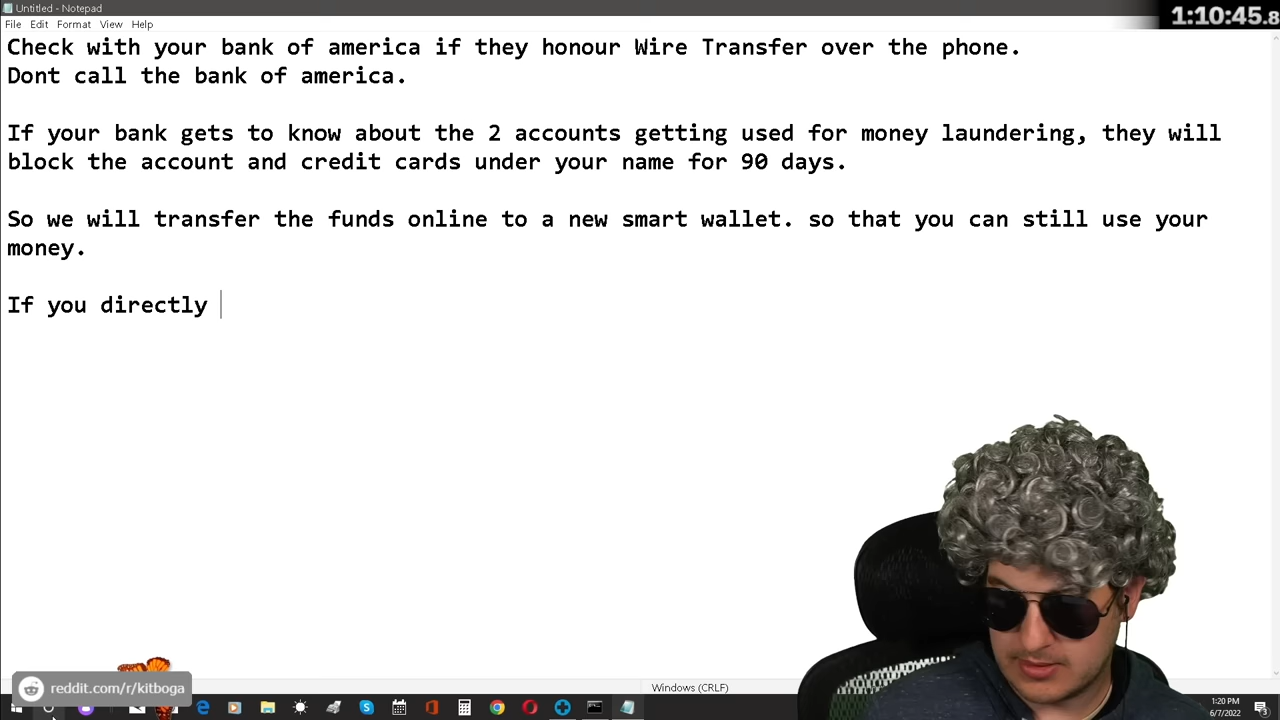 Untitled - Notepad
1:10:45.8
File Edit Format View Help
Check with your bank of america if they honour Wire Transfer over the phone.
Dont call the bank of america.
If your bank gets to know about the 2 accounts getting used for money laundering, they will
block the account and credit cards under your name for 90 days.
So we will transfer the funds online to a new smart wallet. so that you can still use your
money.
If you directly
reddit.com/r/kitboga
Windows (CRLF)
1:20 PM
6/7/2022
3